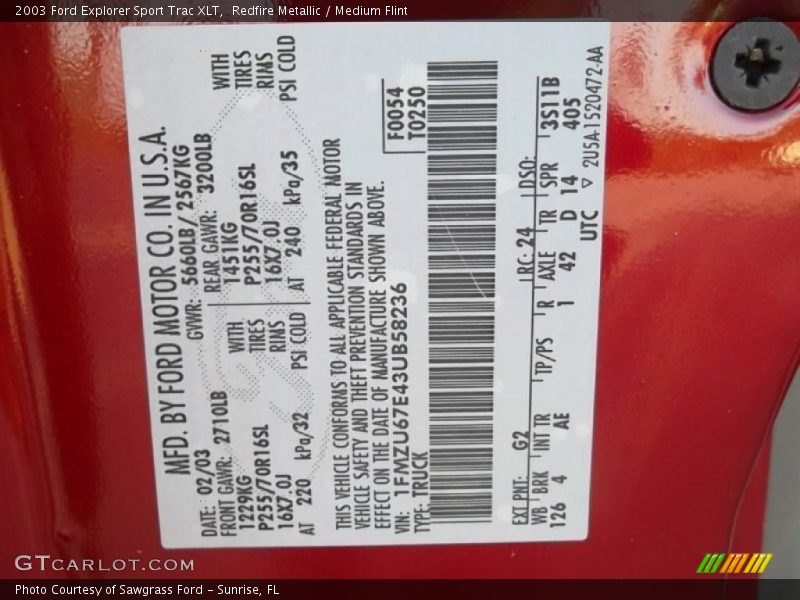 2003 Ford Explorer Sport Trac XLT,  Redfire Metallic / Medium Flint
MFD. BY FORD MOTOR CO. IN U.S.A.
DATE: 02/03 GVWR: 5660LB/ 2567KG
FRONT GAWR: 2710LB REAR GAWR: 3200LB
1229KG WITH 1451KG WITH
P255/70R16SL TIRES P255/70R16SL TIRES
16X7.0J RIMS 16X7.0J RIMS
AT 220 kPa/32 PSI COLD AT 240 kPa/35 PSI COLD
THIS VEHICLE CONFORMS TO ALL APPLICABLE FEDERAL MOTOR
VEHICLE SAFETY AND THEFT PREVENTION STANDARDS IN
EFFECT ON THE DATE OF MANUFACTURE SHOWN ABOVE.
VIN: 1FMZU67E43UB58236
TYPE: TRUCK
F0054
T0250
EXT PNT: G2 RC: 24 DSO:
WB BRK INT TR TP/PS R AXLE TR SPR 3S11B
126 4 AE 1 42 D 14 405
UTC ▽ 2U5A-1520472-AA
GTCARLOT.COM
Photo Courtesy of Sawgrass Ford - Sunrise, FL